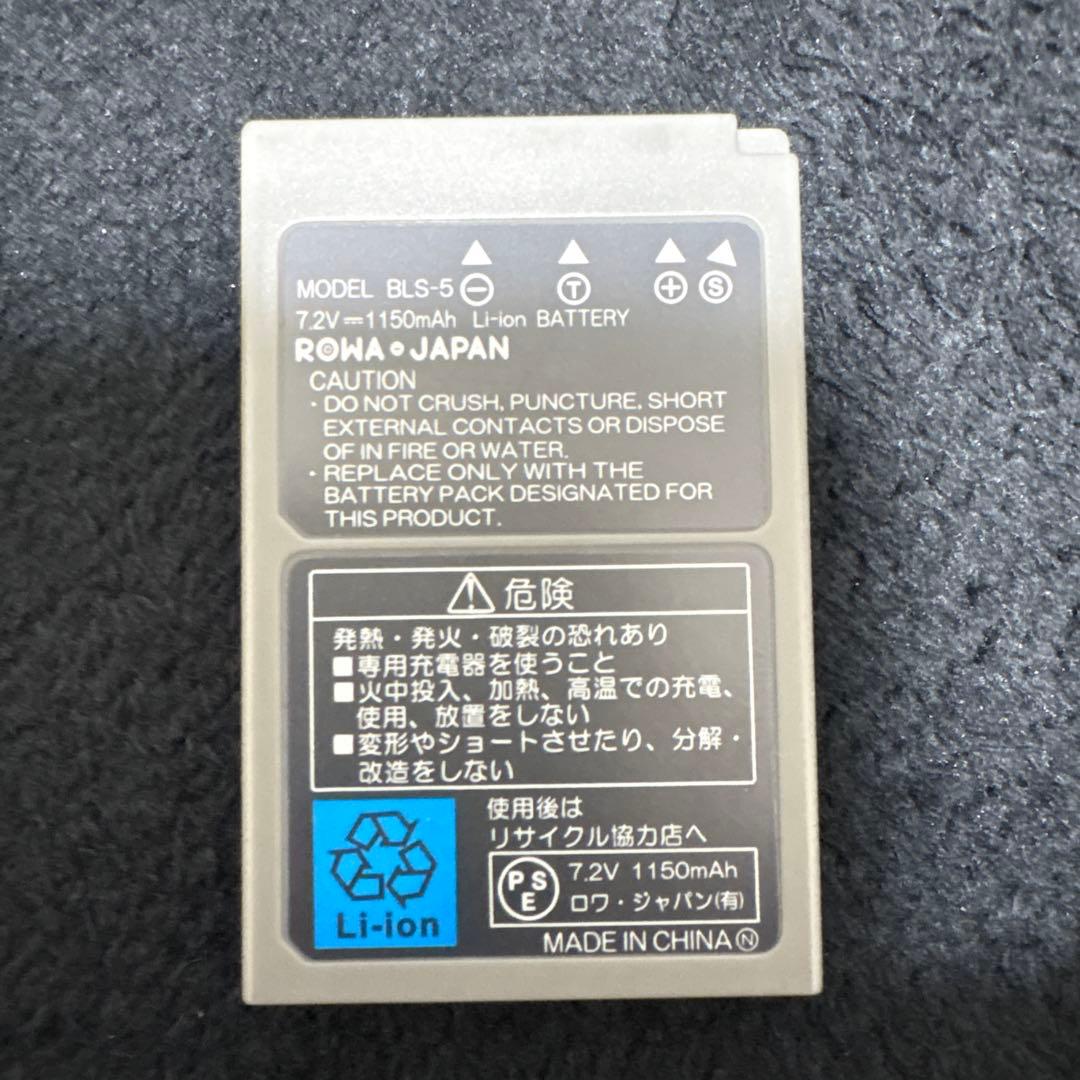 MODEL BLS-5 ⊖ Ⓣ ⊕ Ⓢ
7.2V⎓1150mAh Li-ion BATTERY
ROWA JAPAN
CAUTION
・DO NOT CRUSH, PUNCTURE, SHORT
EXTERNAL CONTACTS OR DISPOSE
OF IN FIRE OR WATER.
・REPLACE ONLY WITH THE
BATTERY PACK DESIGNATED FOR
THIS PRODUCT.
⚠危険
発熱・発火・破裂の恐れあり
■専用充電器を使うこと
■火中投入、加熱、高温での充電、
使用、放置をしない
■変形やショートさせたり、分解・
改造をしない
使用後は
リサイクル協力店へ
Li-ion
PSE
7.2V 1150mAh
ロワ・ジャパン(有)
MADE IN CHINA Ⓝ